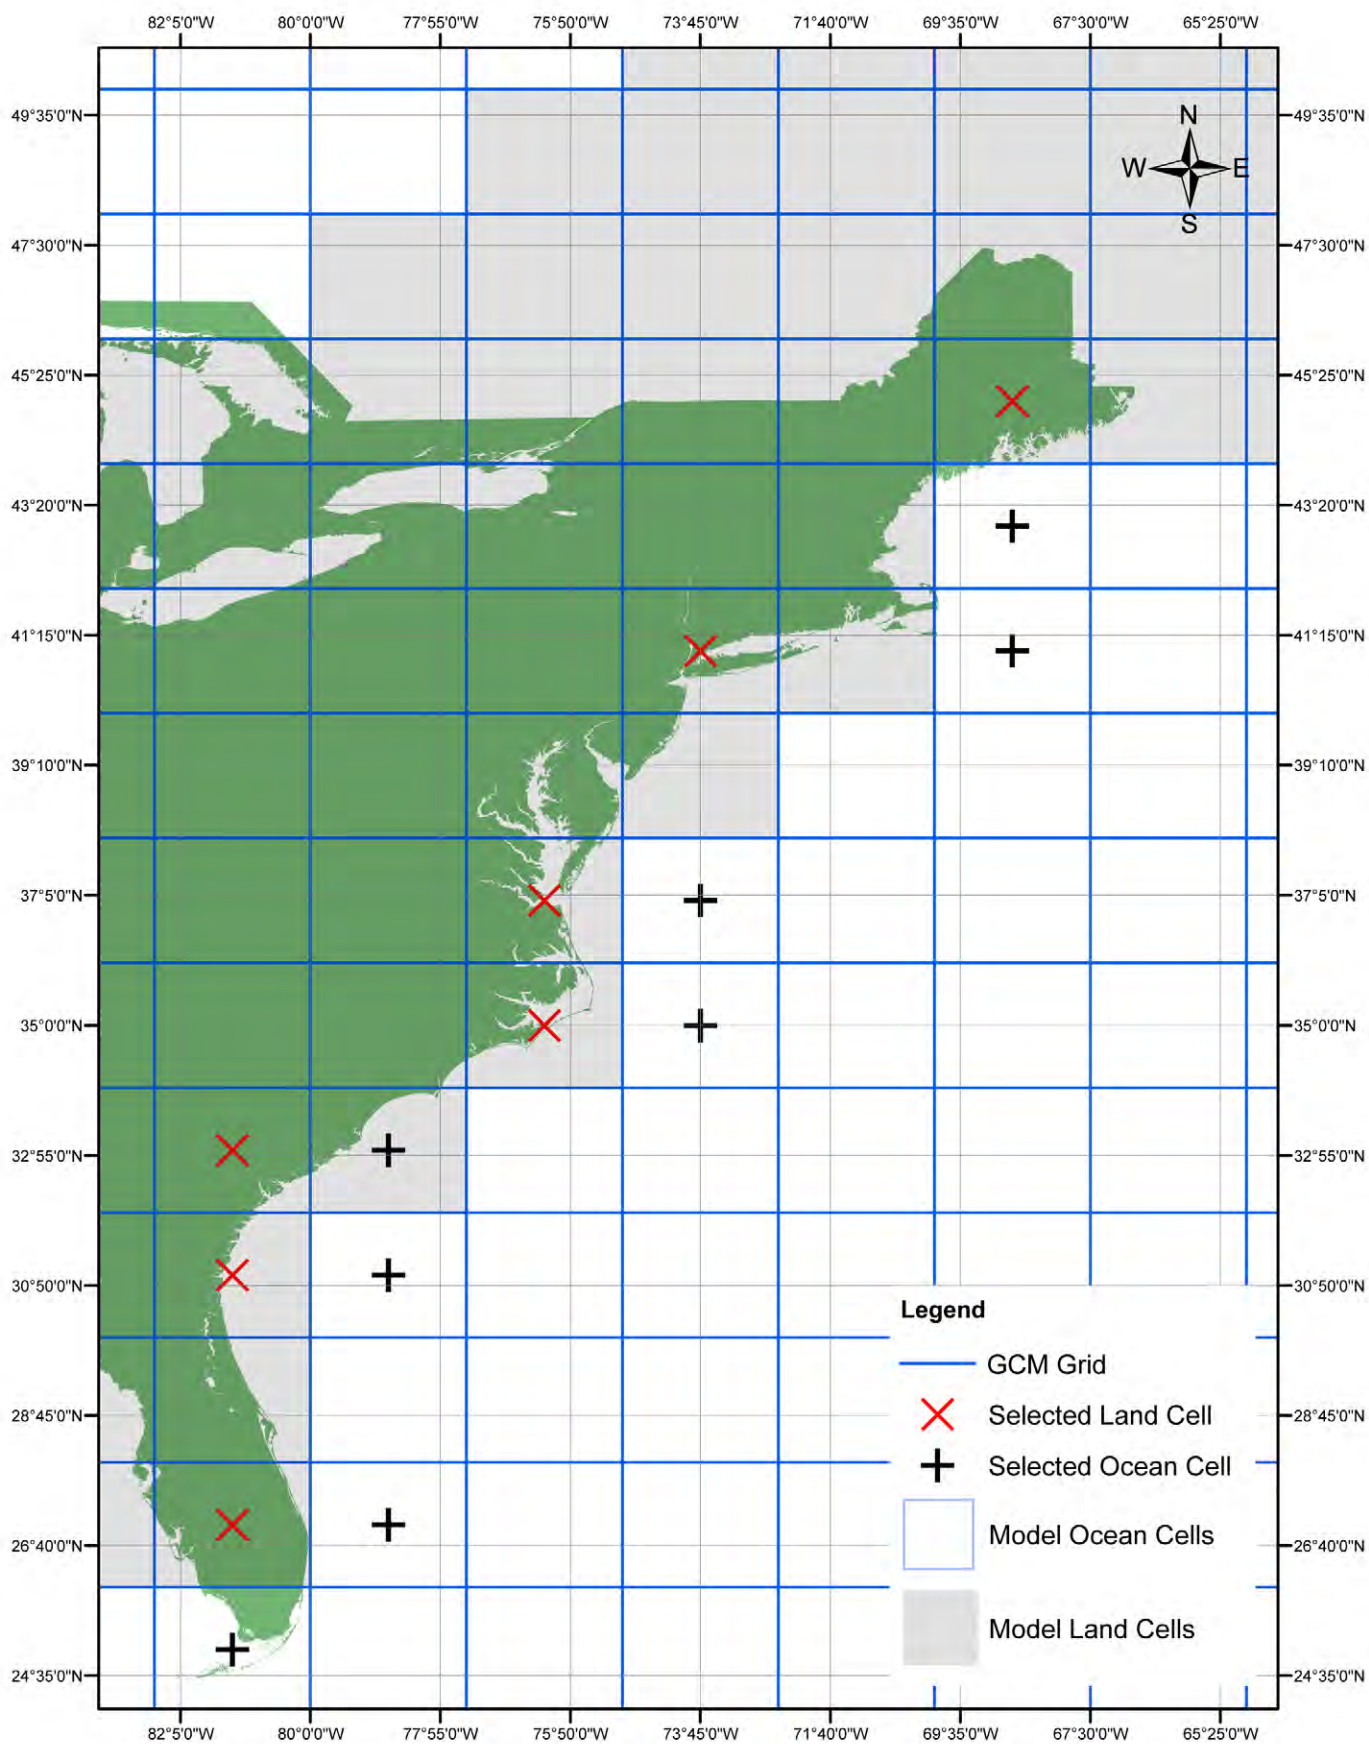 82°5'0"W 80°0'0"W 77°55'0"W 75°50'0"W 73°45'0"W 71°40'0"W 69°35'0"W 67°30'0"W 65°25'0"W
49°35'0"N 49°35'0"N
N
W E
S
47°30'0"N 47°30'0"N
45°25'0"N 45°25'0"N
43°20'0"N 43°20'0"N
41°15'0"N 41°15'0"N
39°10'0"N 39°10'0"N
37°5'0"N 37°5'0"N
35°0'0"N 35°0'0"N
32°55'0"N 32°55'0"N
30°50'0"N 30°50'0"N
Legend
GCM Grid
Selected Land Cell
28°45'0"N 28°45'0"N
Selected Ocean Cell
Model Ocean Cells
26°40'0"N 26°40'0"N
Model Land Cells
24°35'0"N 24°35'0"N
82°5'0"W 80°0'0"W 77°55'0"W 75°50'0"W 73°45'0"W 71°40'0"W 69°35'0"W 67°30'0"W 65°25'0"W